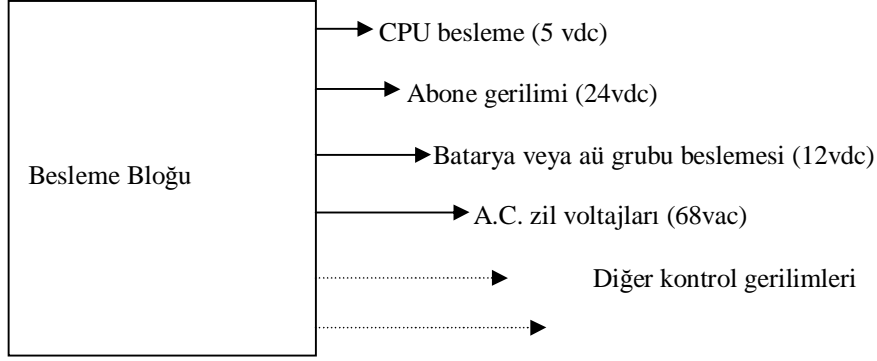 CPU besleme (5 vdc)
Abone gerilimi (24vdc)
Batarya veya aü grubu beslemesi (12vdc)
Besleme Bloğu
A.C. zil voltajları (68vac)
Diğer kontrol gerilimleri